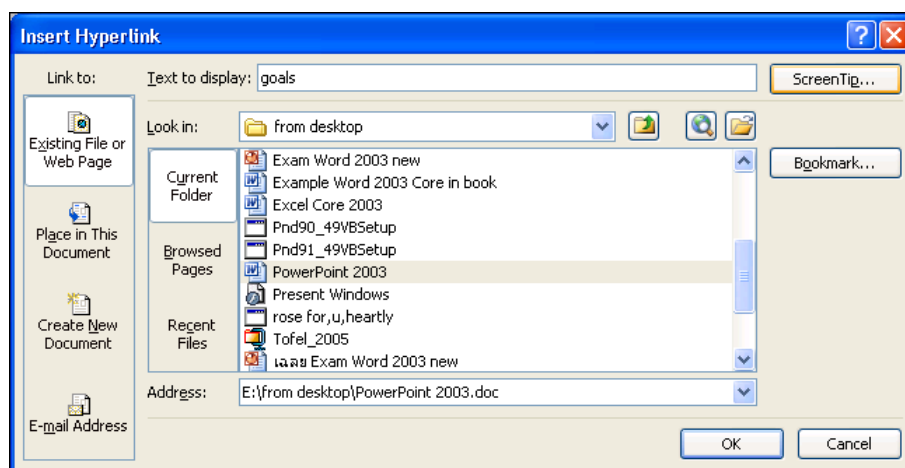 Insert Hyperlink
Link to:
Text to display: goals
ScreenTip...
Existing File or
Web Page
Place in This
Document
Create New
Document
E-mail Address
Look in: from desktop
Current
Folder
Browsed
Pages
Recent
Files
Exam Word 2003 new
Example Word 2003 Core in book
Excel Core 2003
Pnd90_49VBSetup
Pnd91_49VBSetup
PowerPoint 2003
Present Windows
rose for,u,heartly
Tofel_2005
เฉลย Exam Word 2003 new
Bookmark...
Address: E:\from desktop\PowerPoint 2003.doc
OK
Cancel